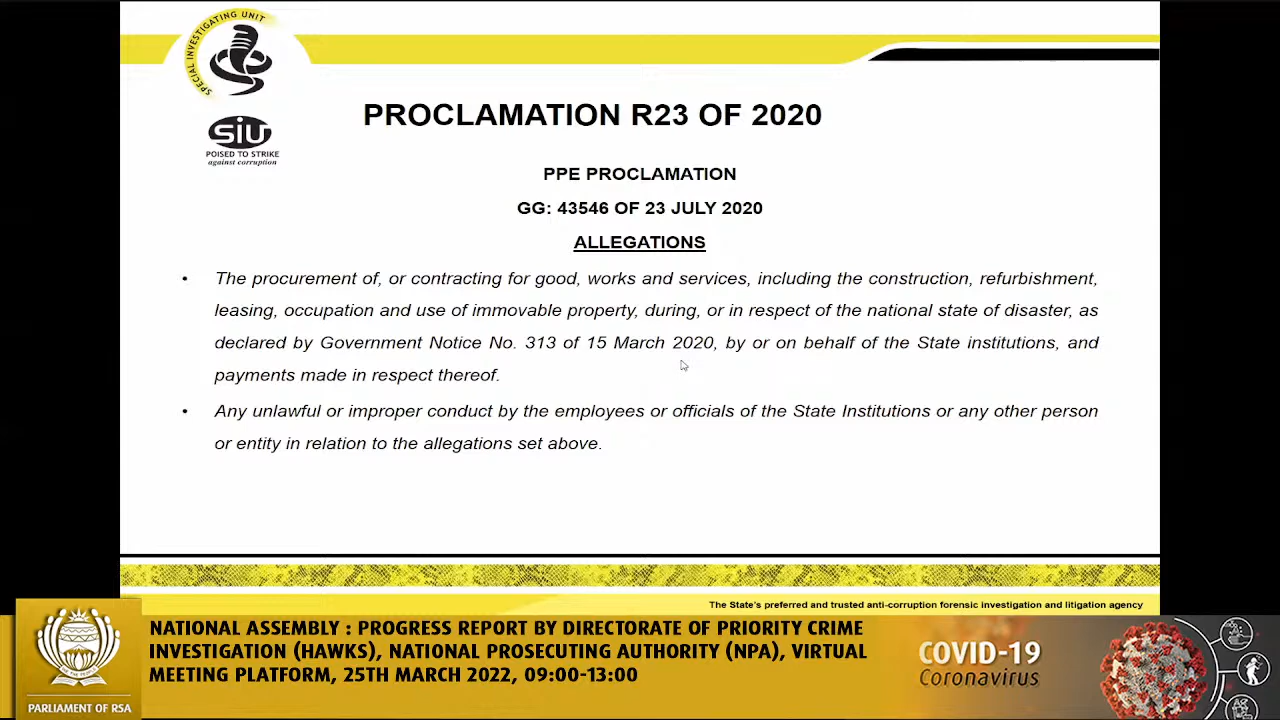 SPECIAL INVESTIGATING UNIT
SIU
POISED TO STRIKE
against corruption
PROCLAMATION R23 OF 2020
PPE PROCLAMATION
GG: 43546 OF 23 JULY 2020
ALLEGATIONS
• The procurement of, or contracting for good, works and services, including the construction, refurbishment,
leasing, occupation and use of immovable property, during, or in respect of the national state of disaster, as
declared by Government Notice No. 313 of 15 March 2020, by or on behalf of the State institutions, and
payments made in respect thereof.
• Any unlawful or improper conduct by the employees or officials of the State Institutions or any other person
or entity in relation to the allegations set above.
The State's preferred and trusted anti-corruption forensic investigation and litigation agency
NATIONAL ASSEMBLY : PROGRESS REPORT BY DIRECTORATE OF PRIORITY CRIME
INVESTIGATION (HAWKS), NATIONAL PROSECUTING AUTHORITY (NPA), VIRTUAL
MEETING PLATFORM, 25TH MARCH 2022, 09:00-13:00
PARLIAMENT OF RSA
COVID-19
Coronavirus